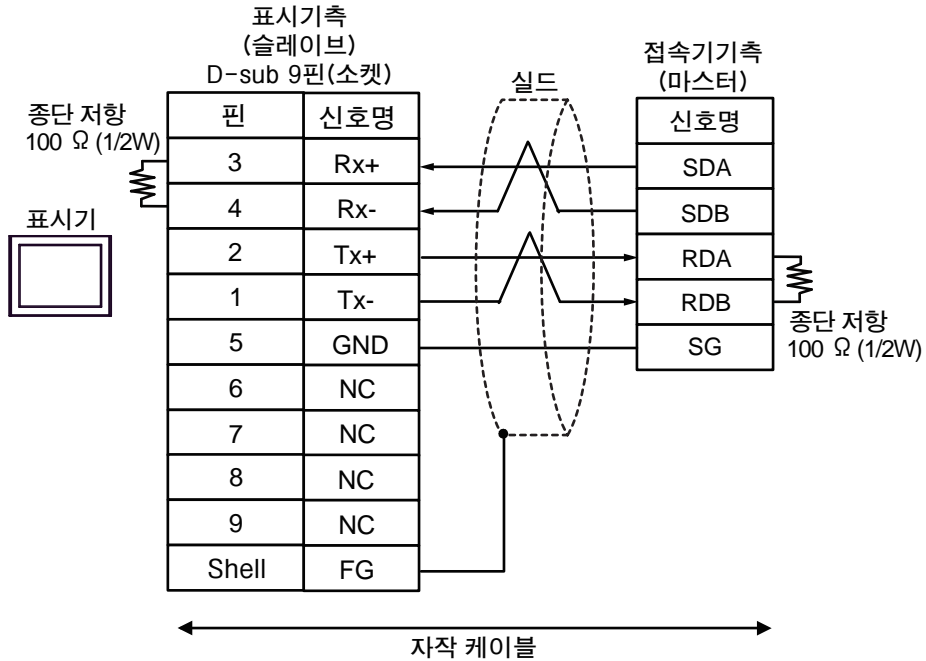 표시기측
(슬레이브)
D-sub 9핀(소켓)
종단 저항
100 Ω (1/2W)
표시기
핀 신호명
3 Rx+
4 Rx-
2 Tx+
1 Tx-
5 GND
6 NC
7 NC
8 NC
9 NC
Shell FG
실드
접속기기측
(마스터)
신호명
SDA
SDB
RDA
RDB
SG
종단 저항
100 Ω (1/2W)
자작 케이블